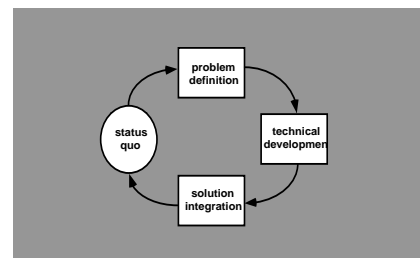 problem
definition
status
quo
technical
developmen
solution
integration